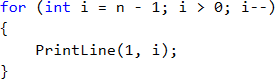 for (int i = n - 1; i > 0; i--)
{
    PrintLine(1, i);
}